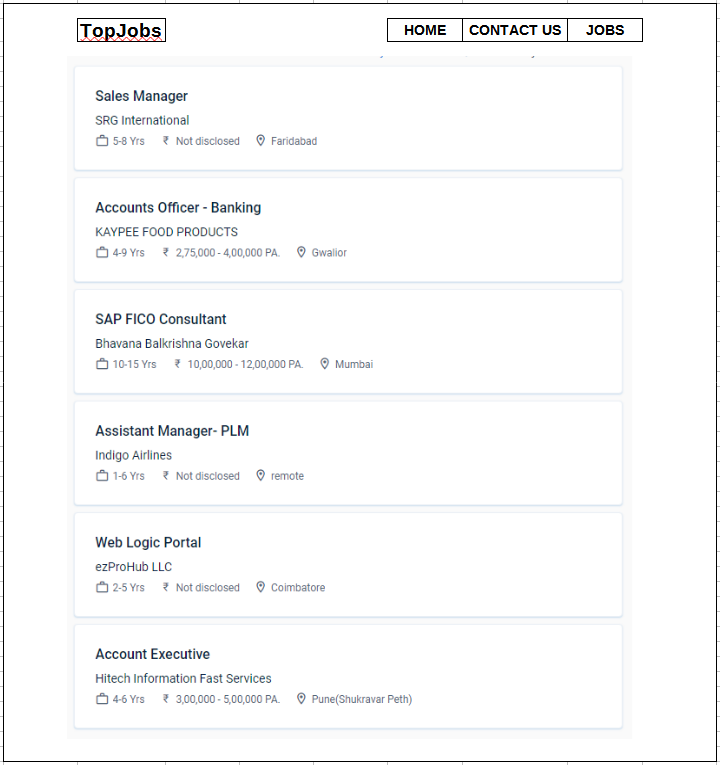 TopJobs HOME CONTACT US JOBS
Sales Manager
SRG International
5-8 Yrs ₹ Not disclosed Faridabad
Accounts Officer - Banking
KAYPEE FOOD PRODUCTS
4-9 Yrs ₹ 2,75,000 - 4,00,000 PA. Gwalior
SAP FICO Consultant
Bhavana Balkrishna Govekar
10-15 Yrs ₹ 10,00,000 - 12,00,000 PA. Mumbai
Assistant Manager- PLM
Indigo Airlines
1-6 Yrs ₹ Not disclosed remote
Web Logic Portal
ezProHub LLC
2-5 Yrs ₹ Not disclosed Coimbatore
Account Executive
Hitech Information Fast Services
4-6 Yrs ₹ 3,00,000 - 5,00,000 PA. Pune(Shukravar Peth)